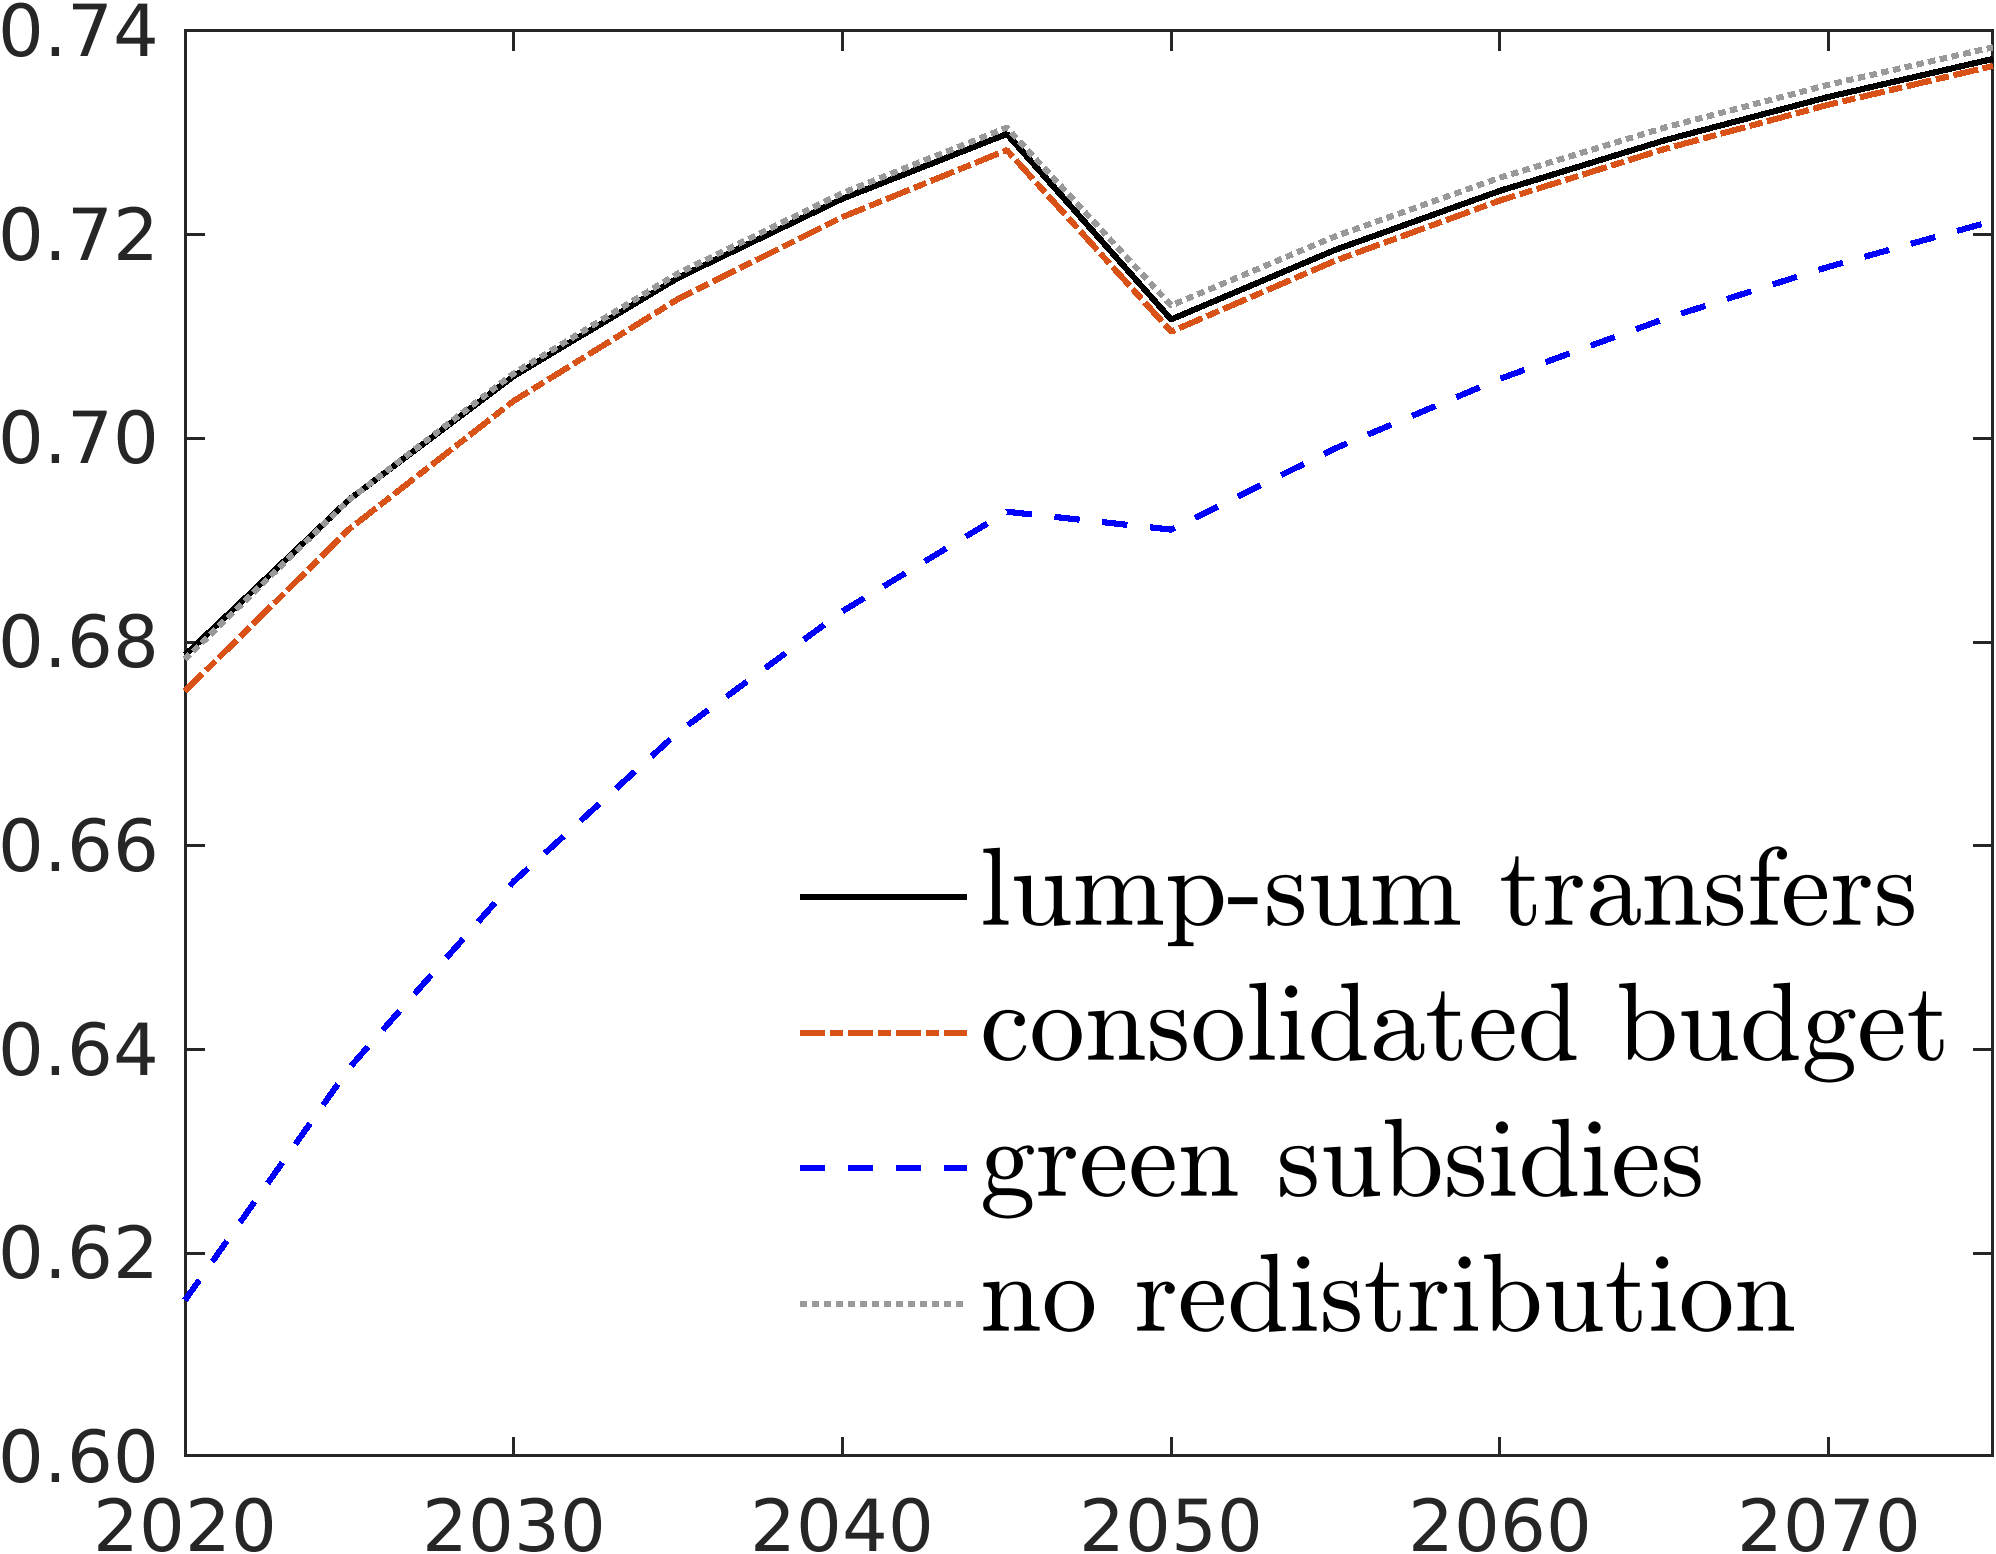 0.74
0.72
0.70
0.68
0.66
0.64
0.62
0.60
lump-sum transfers
consolidated budget
green subsidies
no redistribution
2020 2030 2040 2050 2060 2070